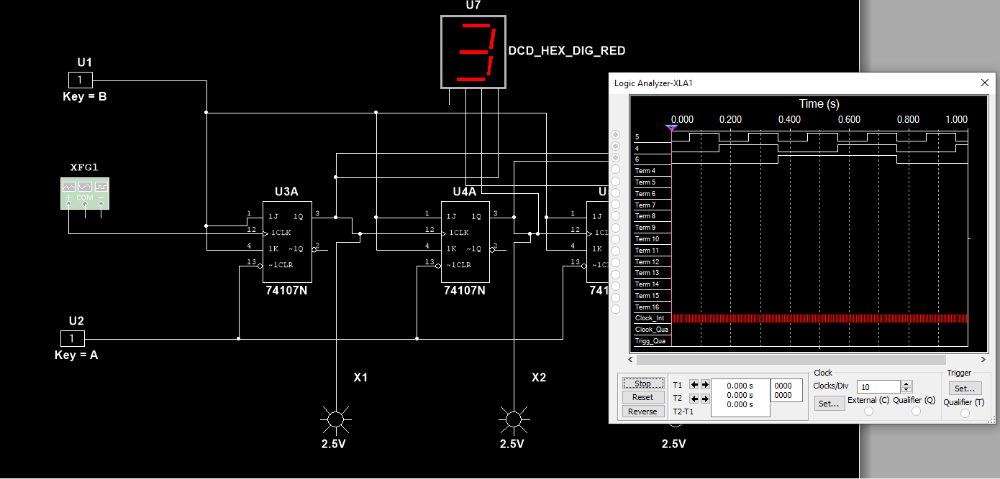 U7
DCD_HEX_DIG_RED
3
U1
1
Key = B
XFG1
+ COM −
U3A
1 1J 1Q 3
12 1CLK
4 1K ~1Q 2
13 ~1CLR
74107N
U4A
1 1J 1Q 3
12 1CLK
4 1K ~1Q 2
13 ~1CLR
74107N
1 1J
12
4 1K
13 ~1C
U2
1
Key = A
X1
2.5V
X2
2.5V
2.5V
Logic Analyzer-XLA1
Time (s)
0.000 0.200 0.400 0.600 0.800 1.000
5
4
6
Term 4
Term 5
Term 6
Term 7
Term 8
Term 9
Term 10
Term 11
Term 12
Term 13
Term 14
Term 15
Term 16
Clock_Int
Clock_Qua
Trigg_Qua
Stop
Reset
Reverse
T1
T2
T2-T1
0.000 s
0.000 s
0.000 s
0000
0000
Clock
Clocks/Div 10
Set...
External (C)
Qualifier (Q)
Trigger
Set...
Qualifier (T)